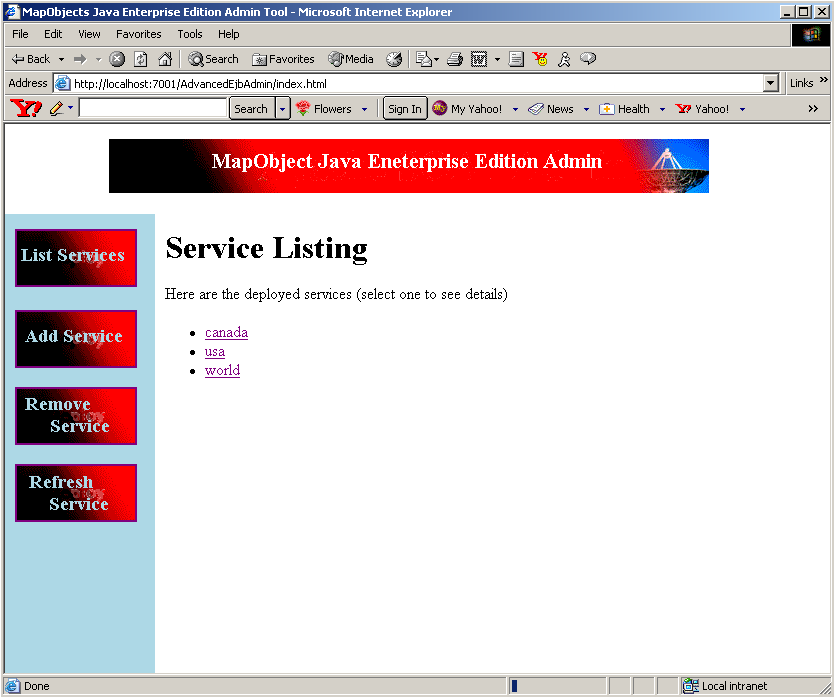 MapObjects Java Enterprise Edition Admin Tool - Microsoft Internet Explorer
File Edit View Favorites Tools Help
Back Search Favorites Media
Address http://localhost:7001/AdvancedEjbAdmin/index.html Links »
Y! Search Flowers Sign In My Yahoo! News Health Y! Yahoo! »
MapObject Java Eneterprise Edition Admin
List Services
Add Service
Remove
Service
Refresh
Service
Service Listing
Here are the deployed services (select one to see details)
canada
usa
world
Done Local intranet